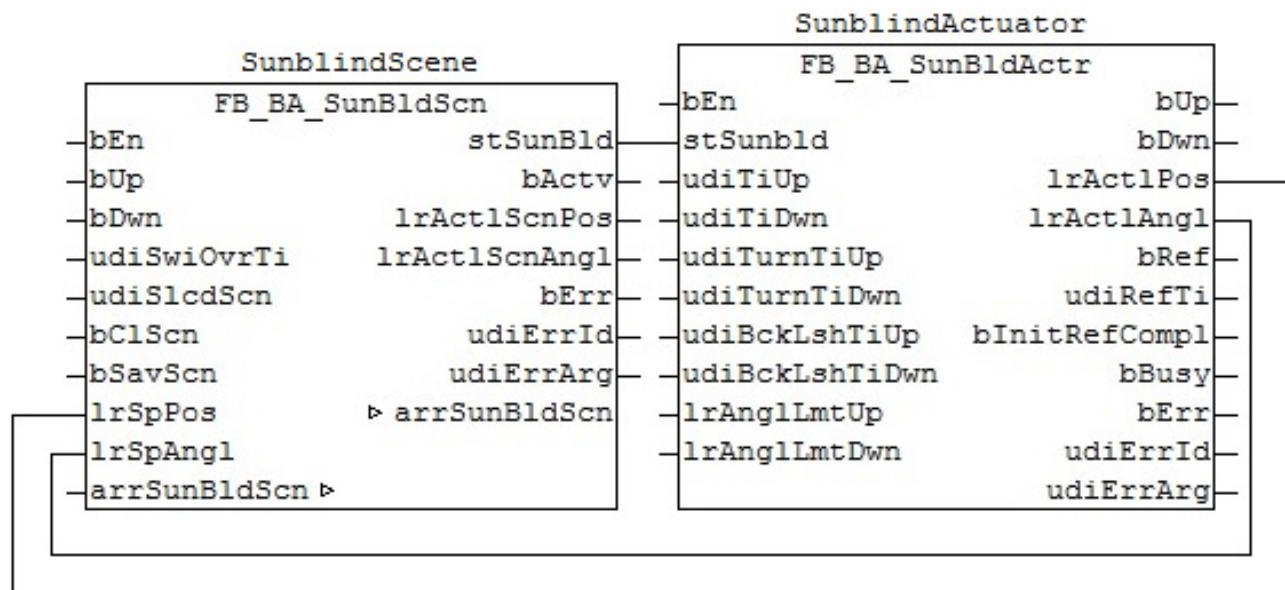 SunblindScene
FB_BA_SunBldScn
bEn stSunBld
bUp bActv
bDwn lrActlScnPos
udiSwiOvrTi lrActlScnAngl
udiSlcdScn bErr
bClScn udiErrId
bSavScn udiErrArg
lrSpPos arrSunBldScn
lrSpAngl
arrSunBldScn
SunblindActuator
FB_BA_SunBldActr
bEn bUp
stSunbld bDwn
udiTiUp lrActlPos
udiTiDwn lrActlAngl
udiTurnTiUp bRef
udiTurnTiDwn udiRefTi
udiBckLshTiUp bInitRefCompl
udiBckLshTiDwn bBusy
lrAnglLmtUp bErr
lrAnglLmtDwn udiErrId
udiErrArg